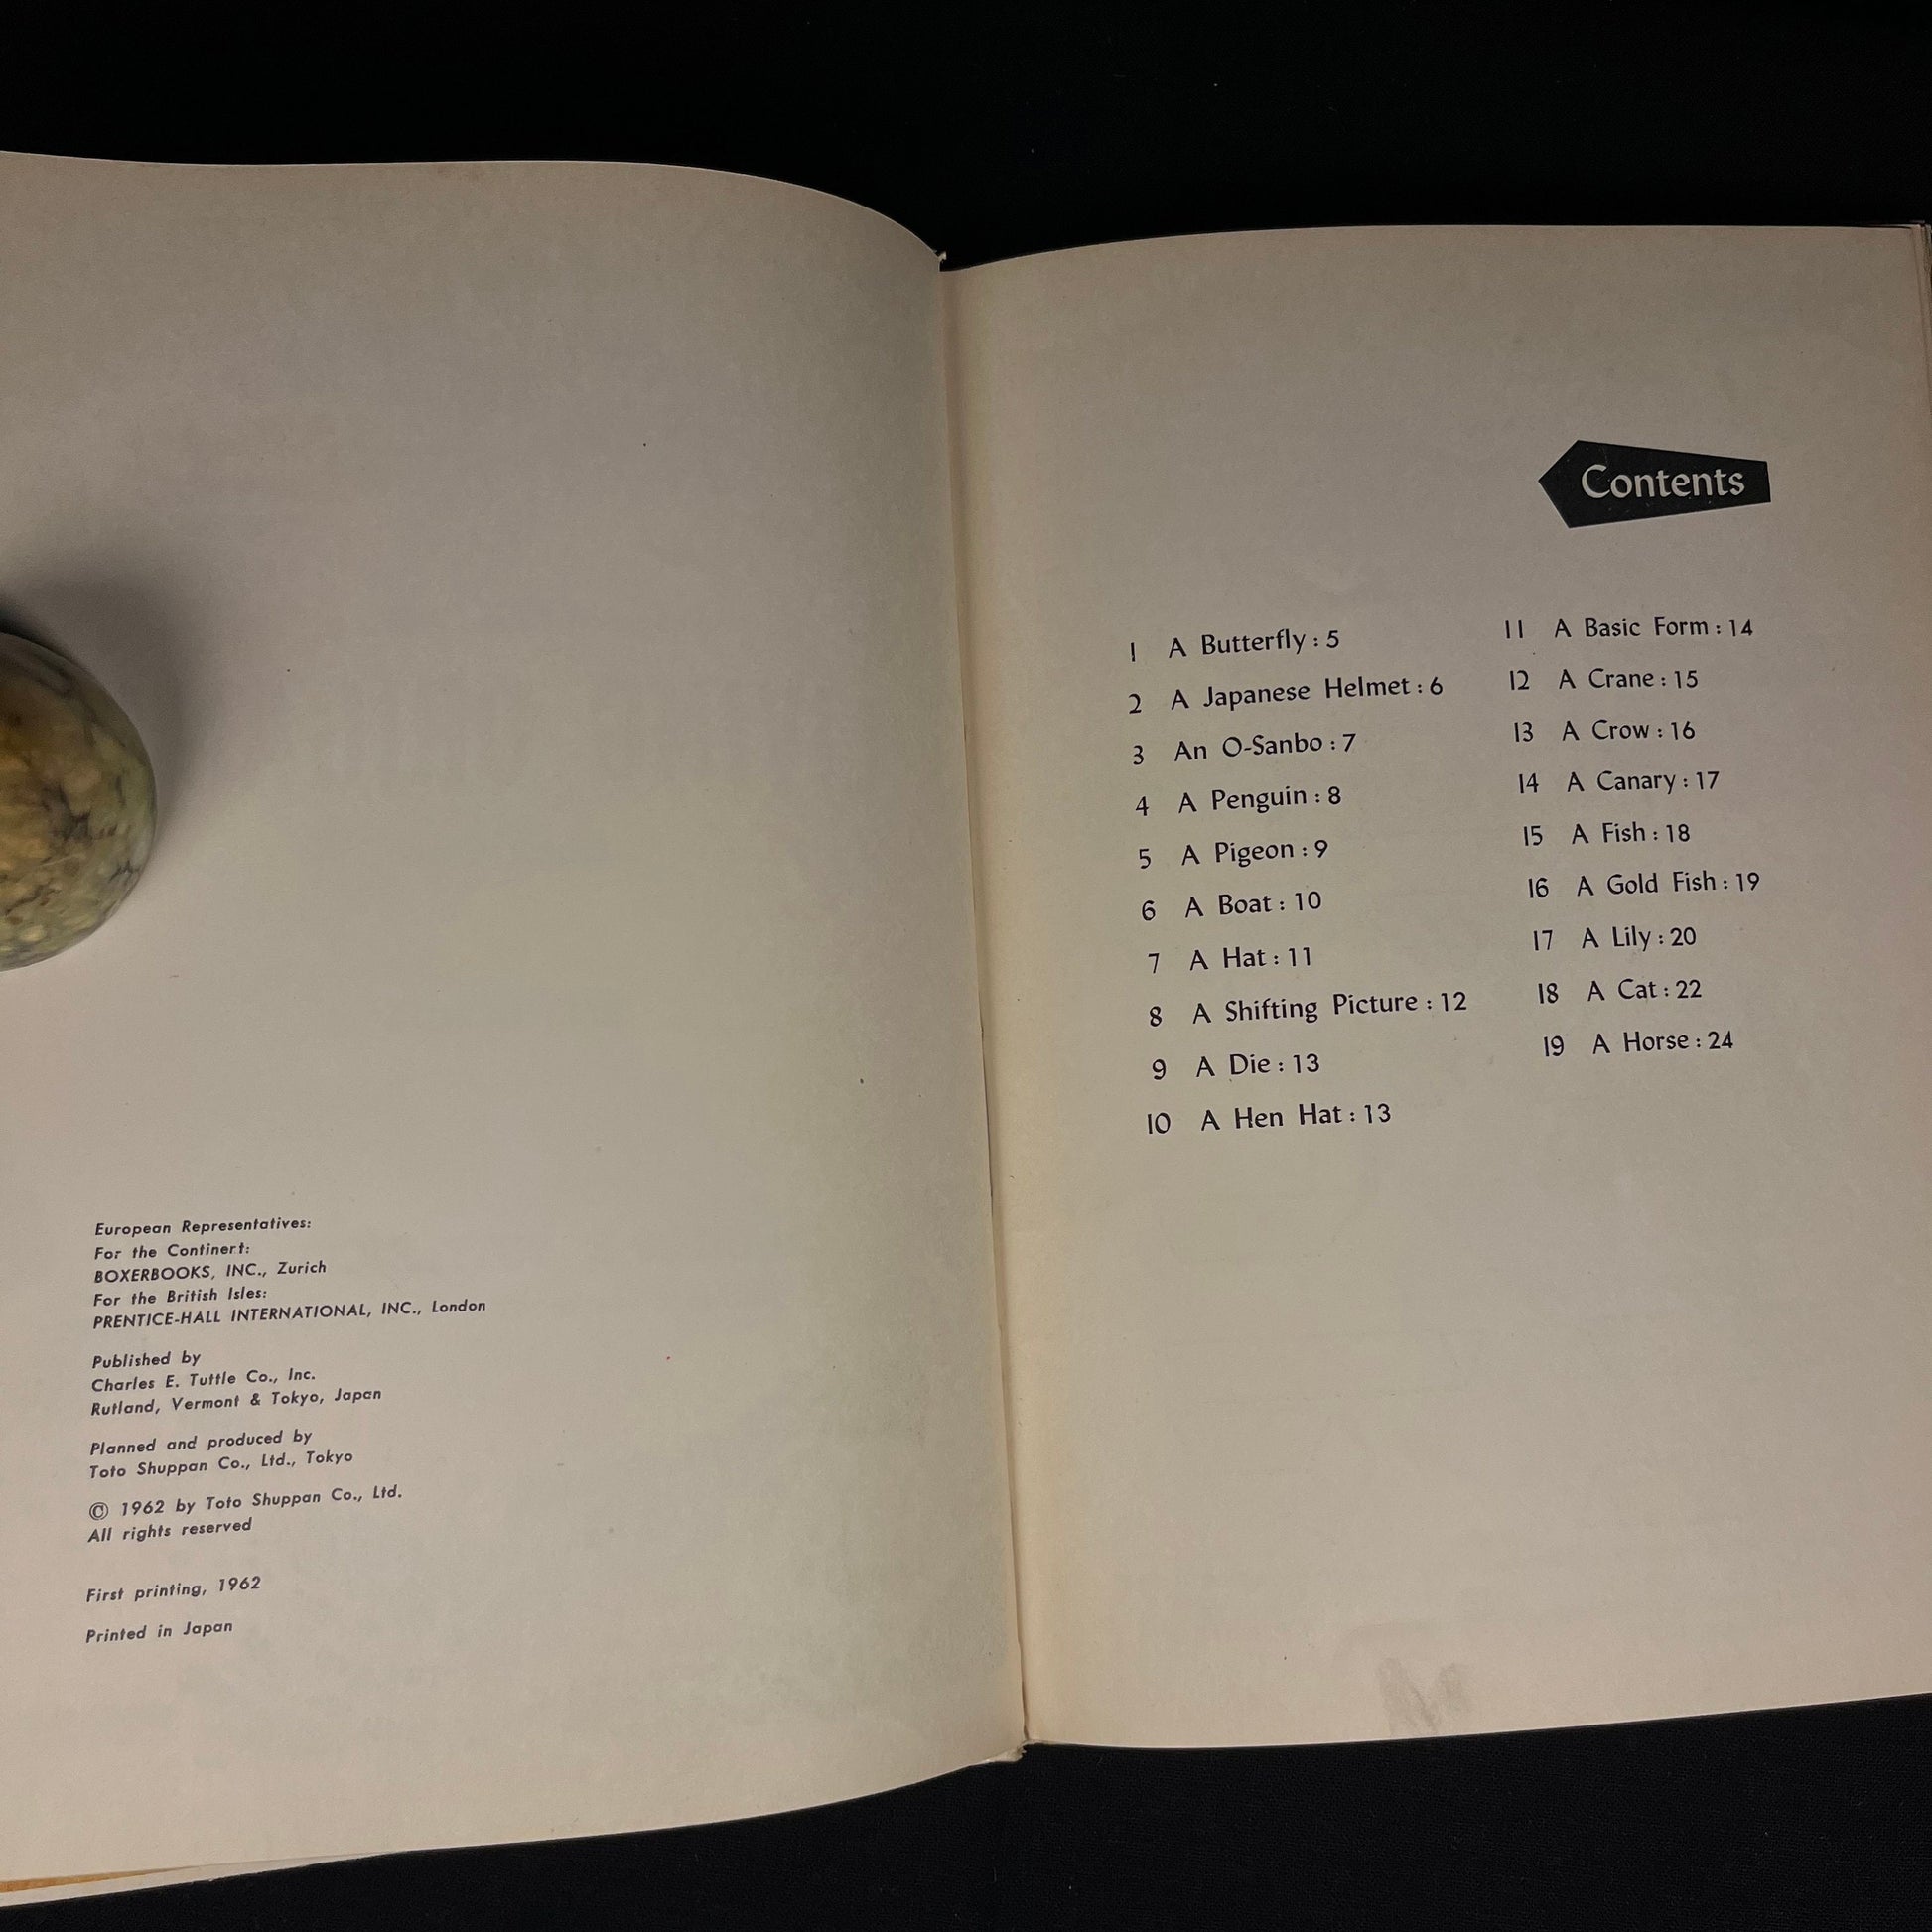 European Representatives:
For the Continert:
BOXERBOOKS, INC., Zurich
For the British Isles:
PRENTICE-HALL INTERNATIONAL, INC., London
Published by
Charles E. Tuttle Co., Inc.
Rutland, Vermont & Tokyo, Japan
Planned and produced by
Toto Shuppan Co., Ltd., Tokyo
© 1962 by Toto Shuppan Co., Ltd.
All rights reserved
First printing, 1962
Printed in Japan
Contents
1 A Butterfly : 5
2 A Japanese Helmet : 6
3 An O-Sanbo : 7
4 A Penguin : 8
5 A Pigeon : 9
6 A Boat : 10
7 A Hat : 11
8 A Shifting Picture : 12
9 A Die : 13
10 A Hen Hat : 13
11 A Basic Form : 14
12 A Crane : 15
13 A Crow : 16
14 A Canary : 17
15 A Fish : 18
16 A Gold Fish : 19
17 A Lily : 20
18 A Cat : 22
19 A Horse : 24